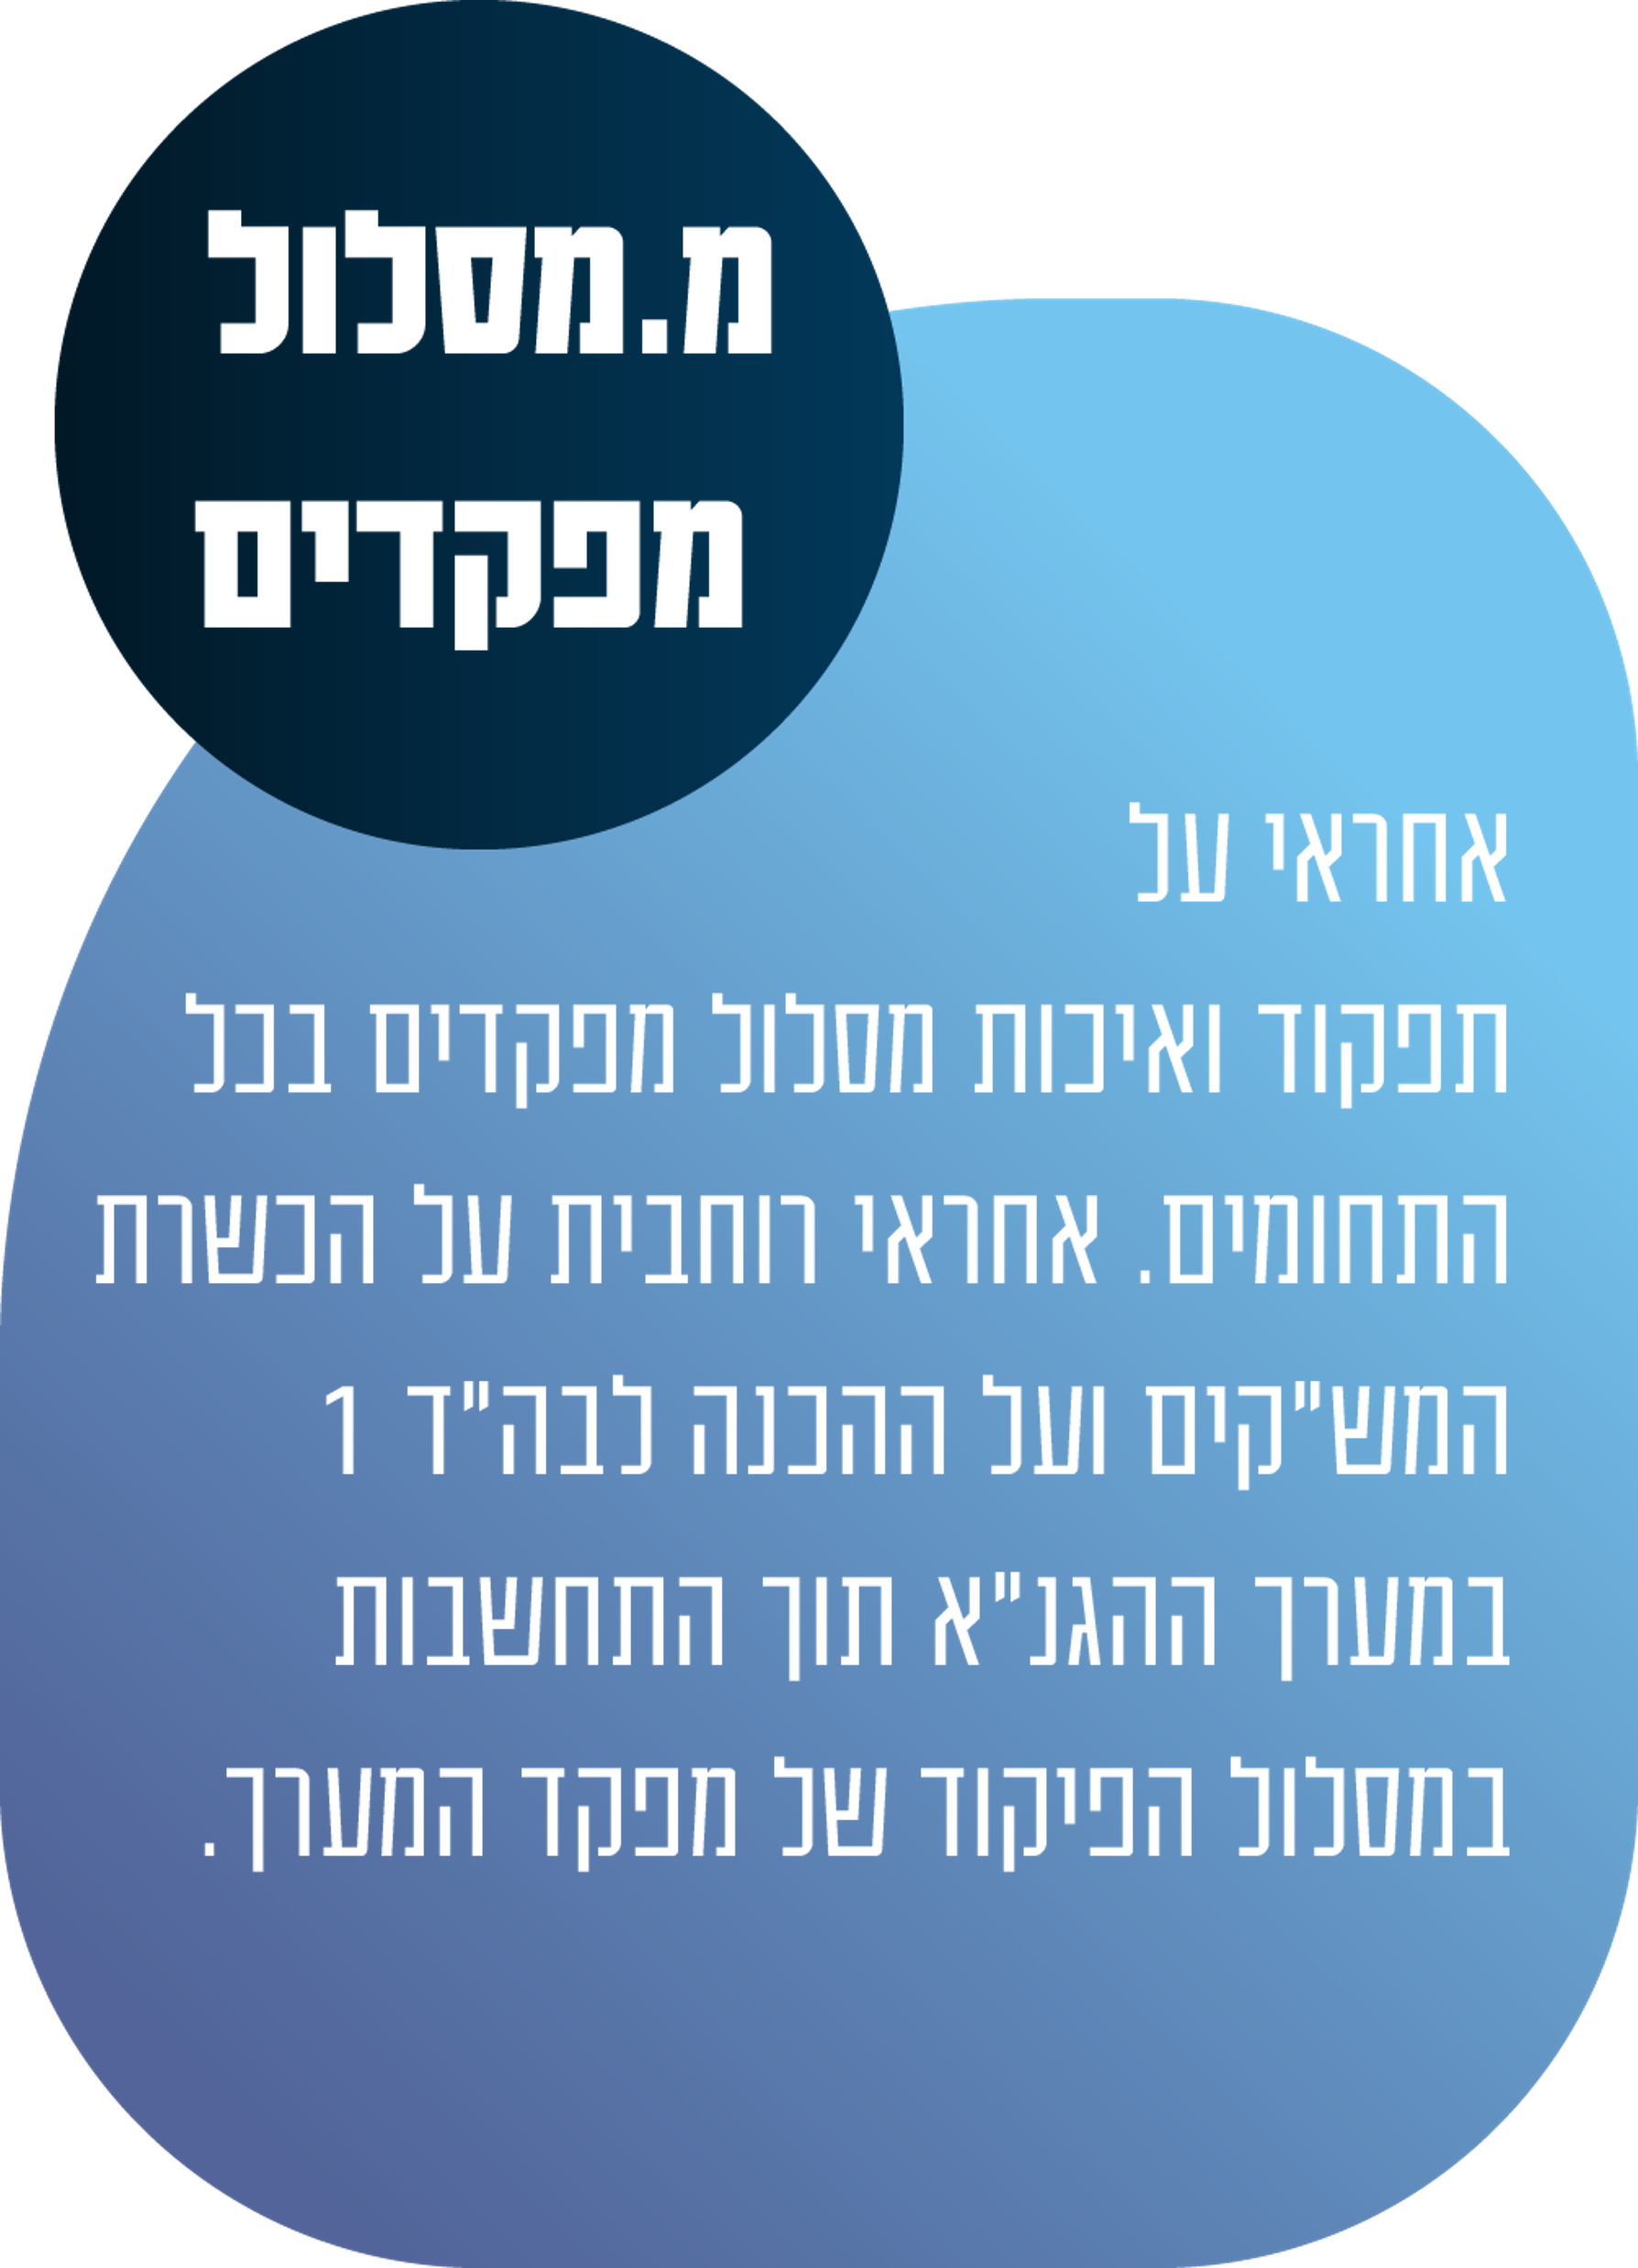 מ.מסלול
מפקדים
אחראי על
תפקוד ואיכות מסלול מפקדים בכל
התחומים. אחראי רוחבית על הכשרת
המש"קים ועל ההכנה לבה"ד 1
במערך ההגנ"א תוך התחשבות
במסלול הפיקוד של מפקד המערך.